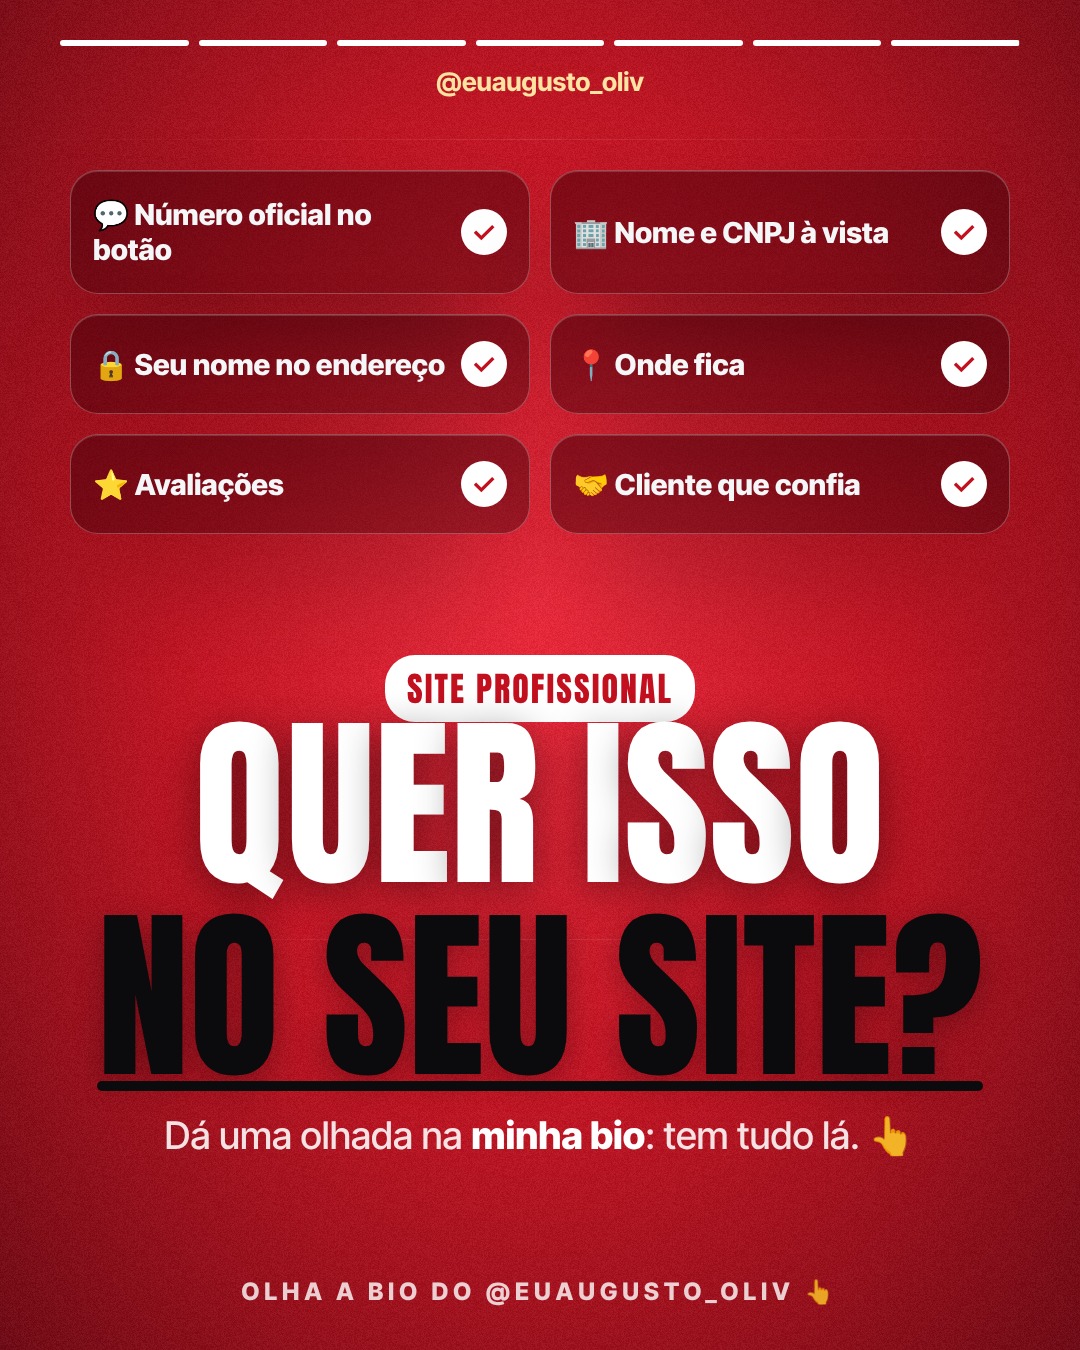 @euaugusto_oliv
💬 Número oficial no
botão
🏢 Nome e CNPJ à vista
🔒 Seu nome no endereço
📍 Onde fica
⭐ Avaliações
🤝 Cliente que confia
SITE PROFISSIONAL
QUER ISSO
NO SEU SITE?
Dá uma olhada na minha bio: tem tudo lá. 👆
OLHA A BIO DO @EUAUGUSTO_OLIV 👆